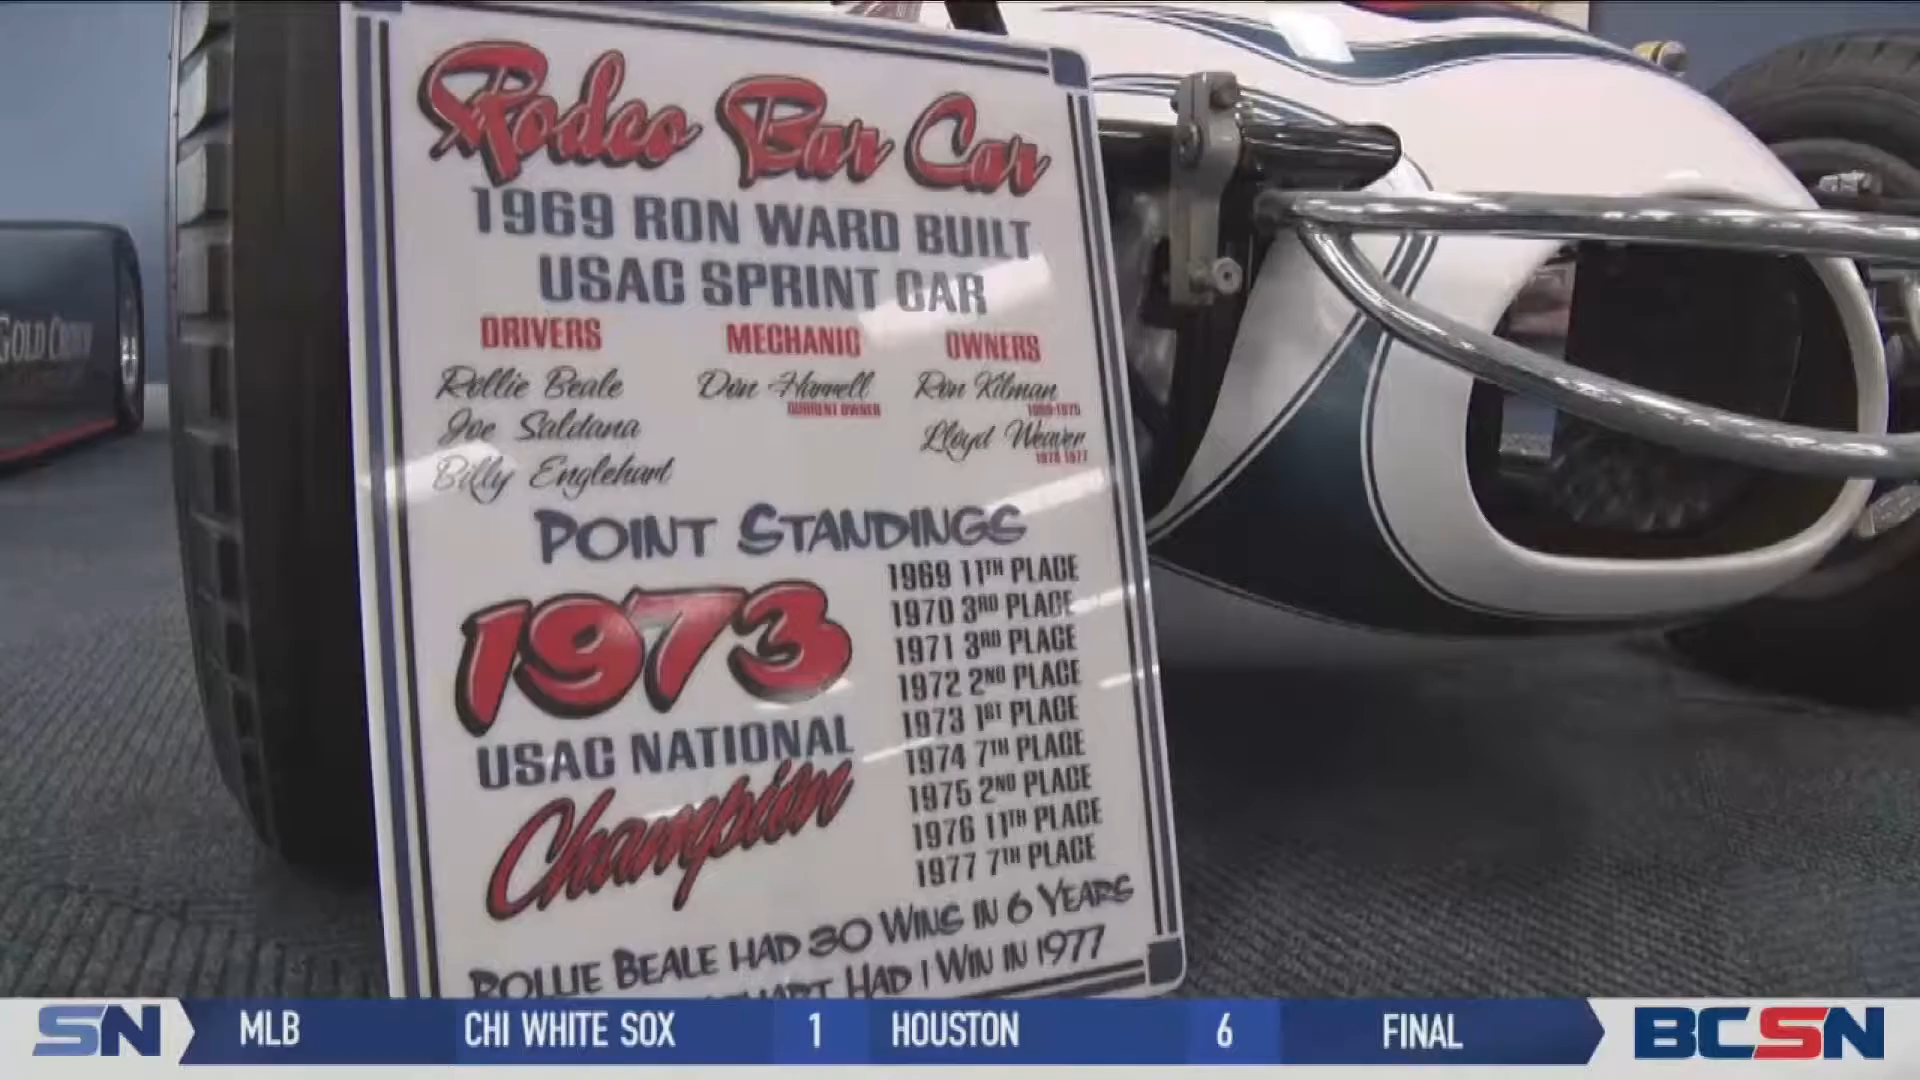 Rodeo Bar Car
1969 RON WARD BUILT
USAC SPRINT CAR
DRIVERS
Rollie Beale
Joe Saldana
Billy Englehart
MECHANIC
Don
CURRENT OWNER
OWNERS
Ron Kilman
1969-1975
Lloyd Weaver
1976 1977
POINT STANDINGS
1973
USAC NATIONAL
Champion
1969 11TH PLACE
1970 3RD PLACE
1971 3RD PLACE
1972 2ND PLACE
1973 1ST PLACE
1974 7TH PLACE
1975 2ND PLACE
1976 11TH PLACE
1977 7TH PLACE
ROLLIE BEALE HAD 30 WINS IN 6 YEARS
HAD 1 WIN IN 1977
GOLD CROWN
SN MLB CHI WHITE SOX 1 HOUSTON 6 FINAL BCSN